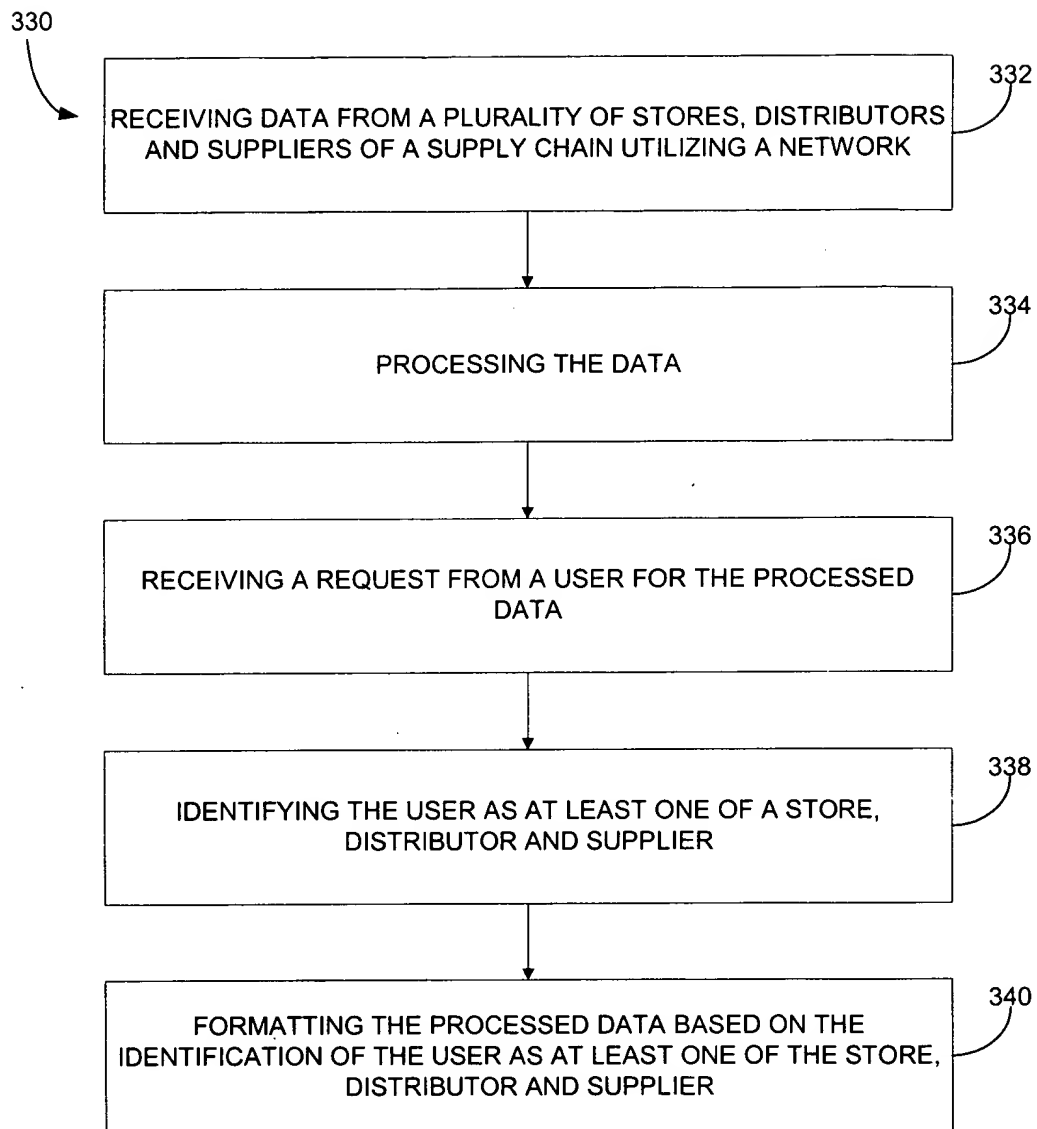 330
332
RECEIVING DATA FROM A PLURALITY OF STORES, DISTRIBUTORS
AND SUPPLIERS OF A SUPPLY CHAIN UTILIZING A NETWORK
334
PROCESSING THE DATA
336
RECEIVING A REQUEST FROM A USER FOR THE PROCESSED
DATA
338
IDENTIFYING THE USER AS AT LEAST ONE OF A STORE,
DISTRIBUTOR AND SUPPLIER
340
FORMATTING THE PROCESSED DATA BASED ON THE
IDENTIFICATION OF THE USER AS AT LEAST ONE OF THE STORE,
DISTRIBUTOR AND SUPPLIER